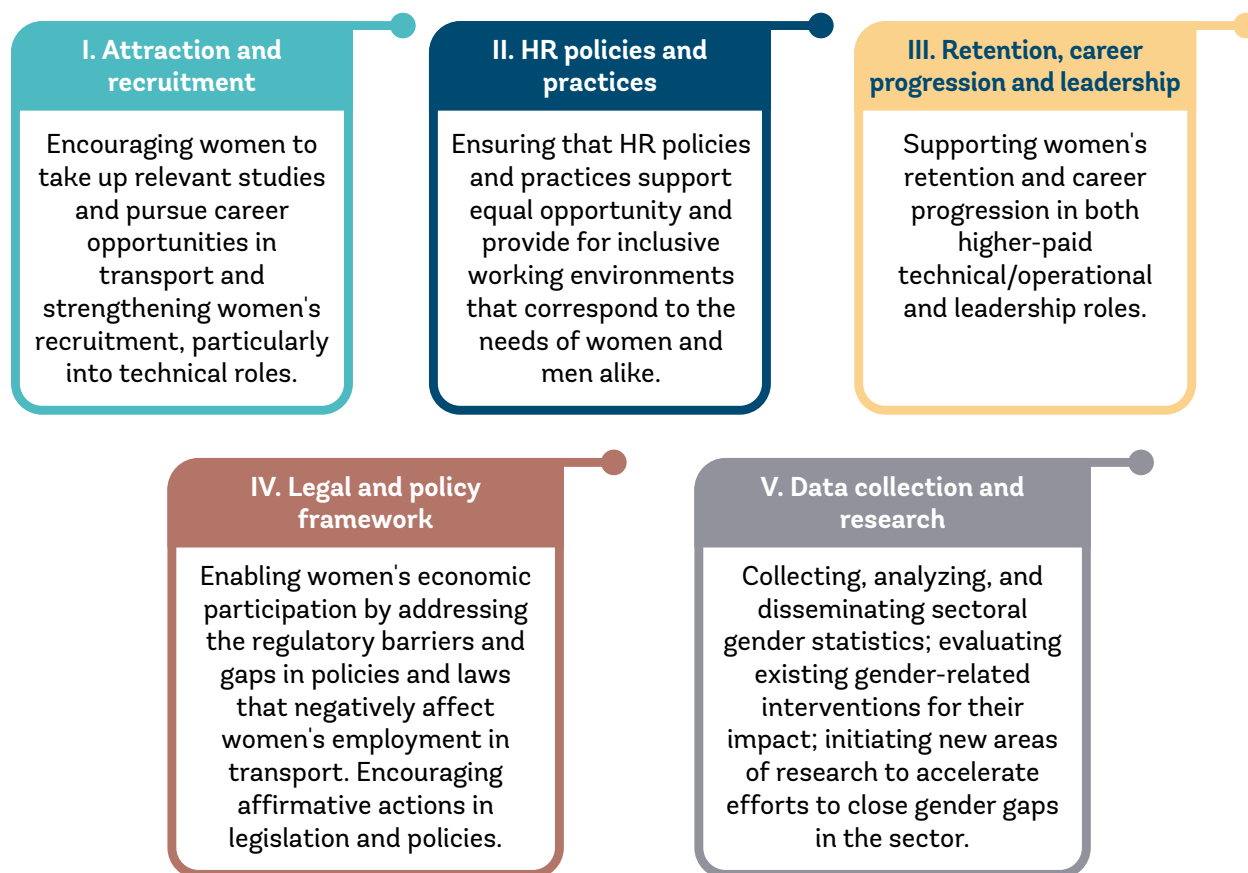 I. Attraction and
recruitment
Encouraging women to
take up relevant studies
and pursue career
opportunities in
transport and
strengthening women's
recruitment, particularly
into technical roles.
II. HR policies and
practices
Ensuring that HR policies
and practices support
equal opportunity and
provide for inclusive
working environments
that correspond to the
needs of women and
men alike.
III. Retention, career
progression and leadership
Supporting women's
retention and career
progression in both
higher-paid
technical/operational
and leadership roles.
IV. Legal and policy
framework
Enabling women's economic
participation by addressing
the regulatory barriers and
gaps in policies and laws
that negatively affect
women's employment in
transport. Encouraging
affirmative actions in
legislation and policies.
V. Data collection and
research
Collecting, analyzing, and
disseminating sectoral
gender statistics; evaluating
existing gender-related
interventions for their
impact; initiating new areas
of research to accelerate
efforts to close gender gaps
in the sector.